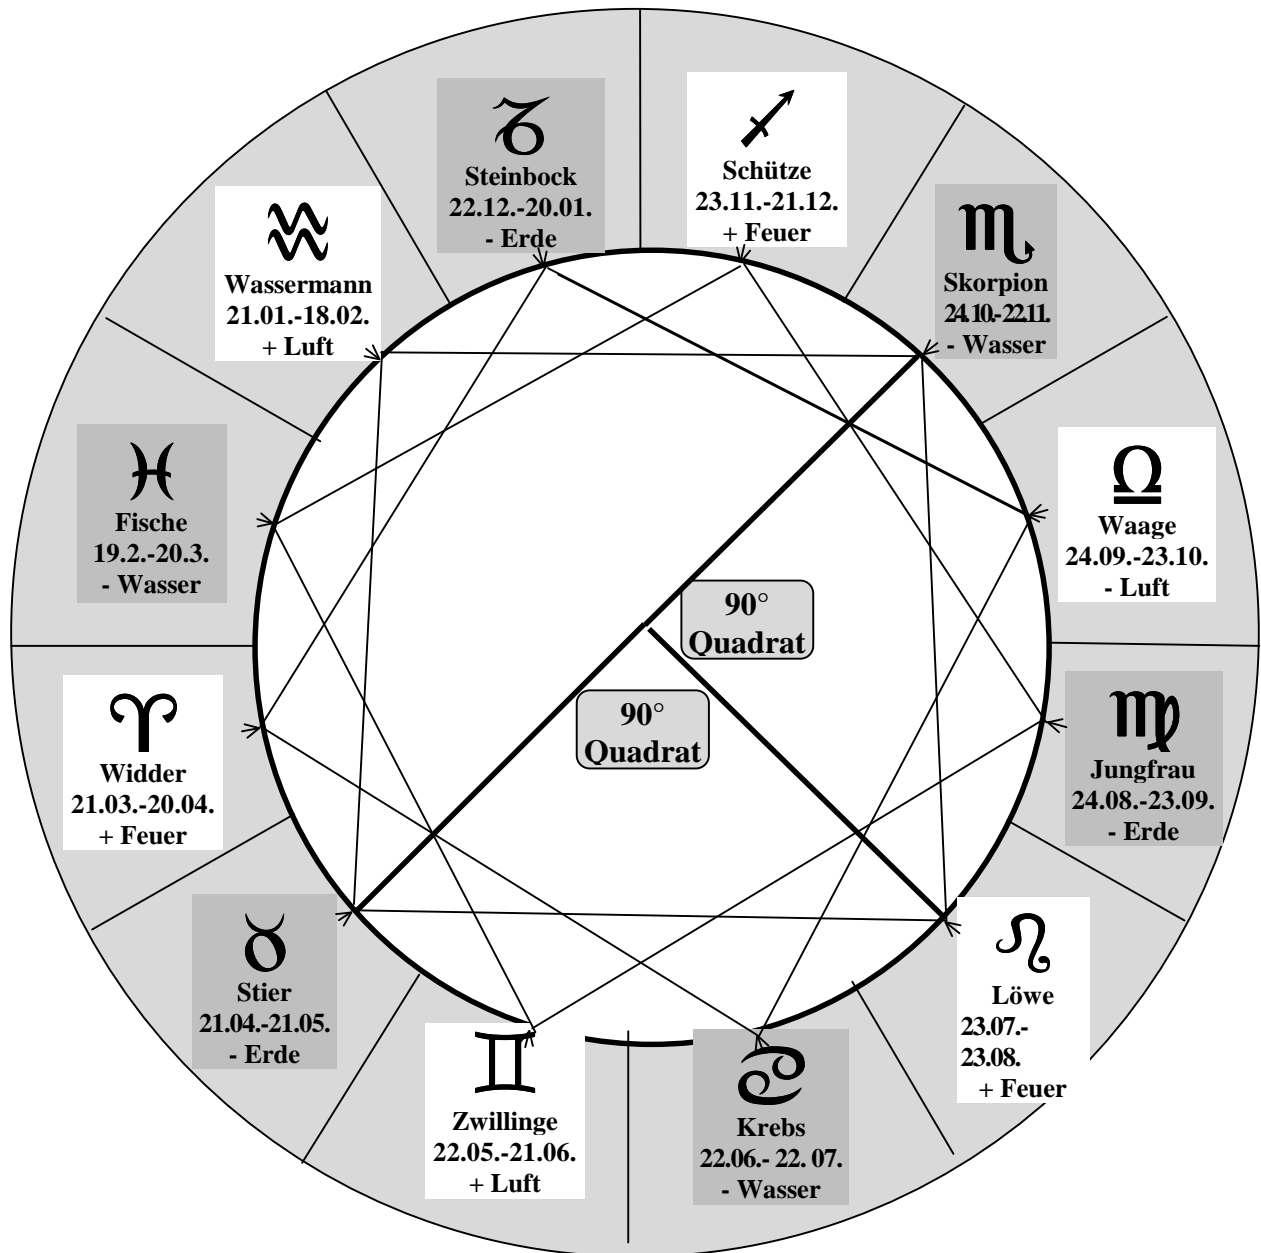 Steinbock
22.12.-20.01.
- Erde
Schütze
23.11.-21.12.
+ Feuer
Wassermann
21.01.-18.02.
+ Luft
Skorpion
24.10.-22.11.
- Wasser
Fische
19.2.-20.3.
- Wasser
Waage
24.09.-23.10.
- Luft
90°
Quadrat
90°
Quadrat
Widder
21.03.-20.04.
+ Feuer
Jungfrau
24.08.-23.09.
- Erde
Stier
21.04.-21.05.
- Erde
Löwe
23.07.-
23.08.
+ Feuer
Zwillinge
22.05.-21.06.
+ Luft
Krebs
22.06.- 22. 07.
- Wasser